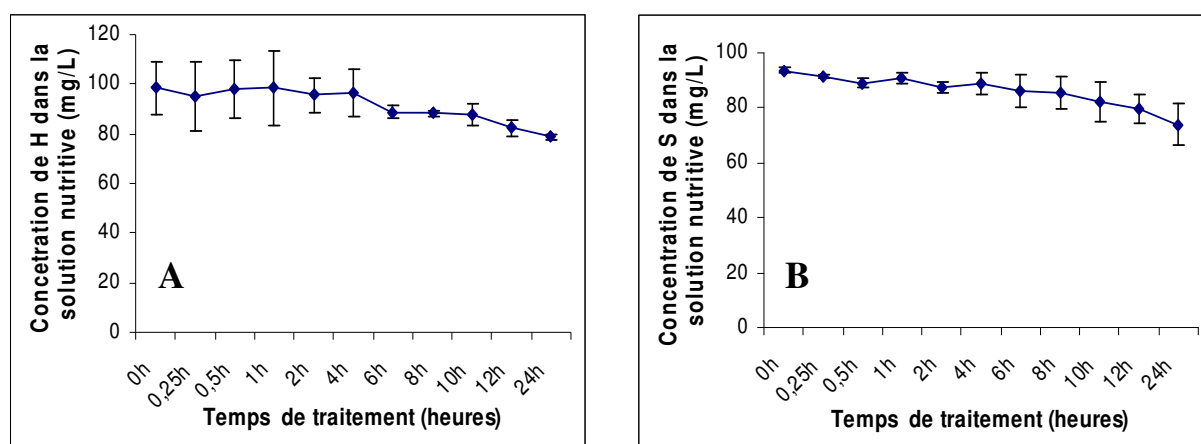 Concetration de H dans la
solution nutritive (mg/L)
120
100
80
60
40
20
0
A
0h
0,25h
0,5h
1h
2h
4h
6h
8h
10h
12h
24h
Temps de traitement (heures)
Concentration de S dans la
solution nutritive (mg/L)
100
80
60
40
20
0
B
0h
0,25h
0,5h
1h
2h
4h
6h
8h
10h
12h
24h
Temps de traitement (heures)